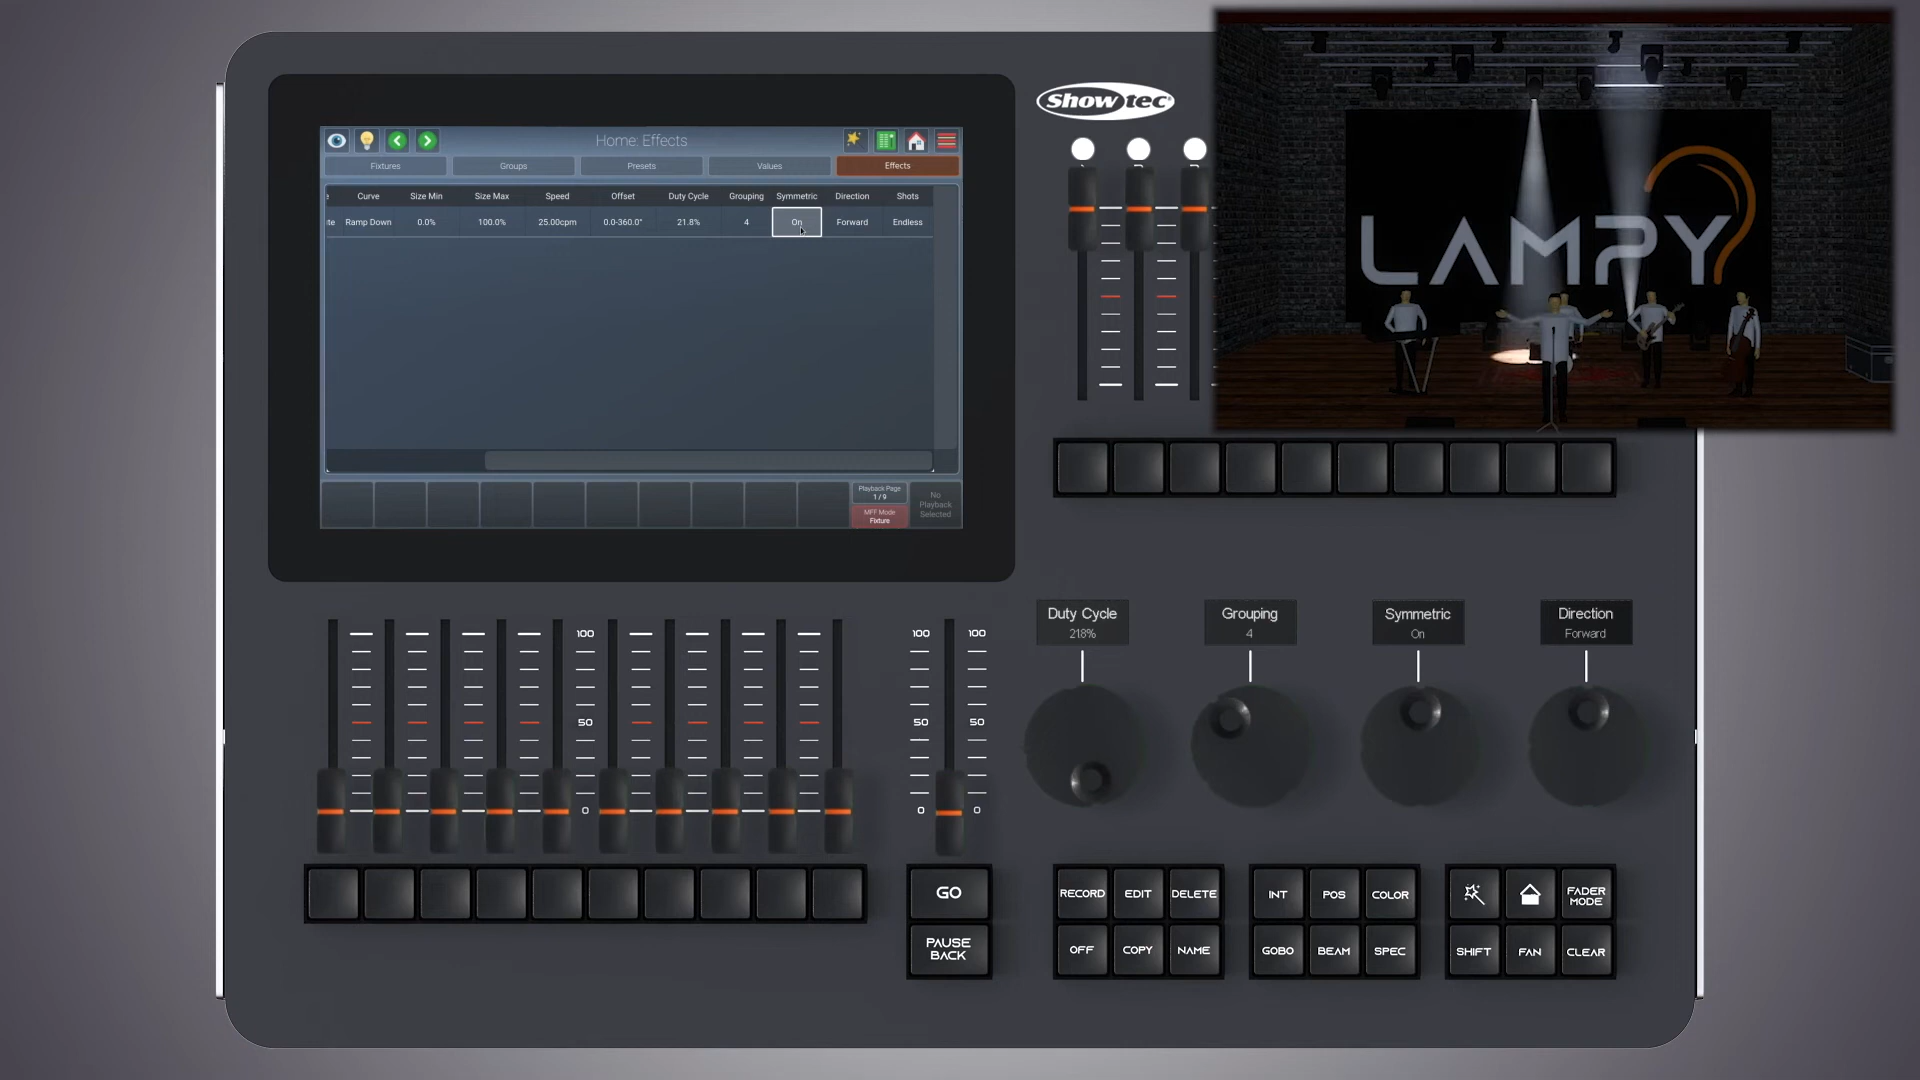 Showtec
LAMPY
Home: Effects
Fixtures Groups Presets Values Effects
Curve Size Min Size Max Speed Offset Duty Cycle Grouping Symmetric Direction Shots
te Ramp Down 0.0% 100.0% 25.00cpm 0.0-360.0° 21.8% 4 On Forward Endless
Playback Page
1 / 9
MFF Mode
Fixture
No
Playback
Selected
Duty Cycle
218%
Grouping
4
Symmetric
On
Direction
Forward
100 100 100
50 50 50
0 0 0
GO
PAUSE
BACK
RECORD EDIT DELETE
OFF COPY NAME
INT POS COLOR
GOBO BEAM SPEC
FADER
MODE
SHIFT FAN CLEAR